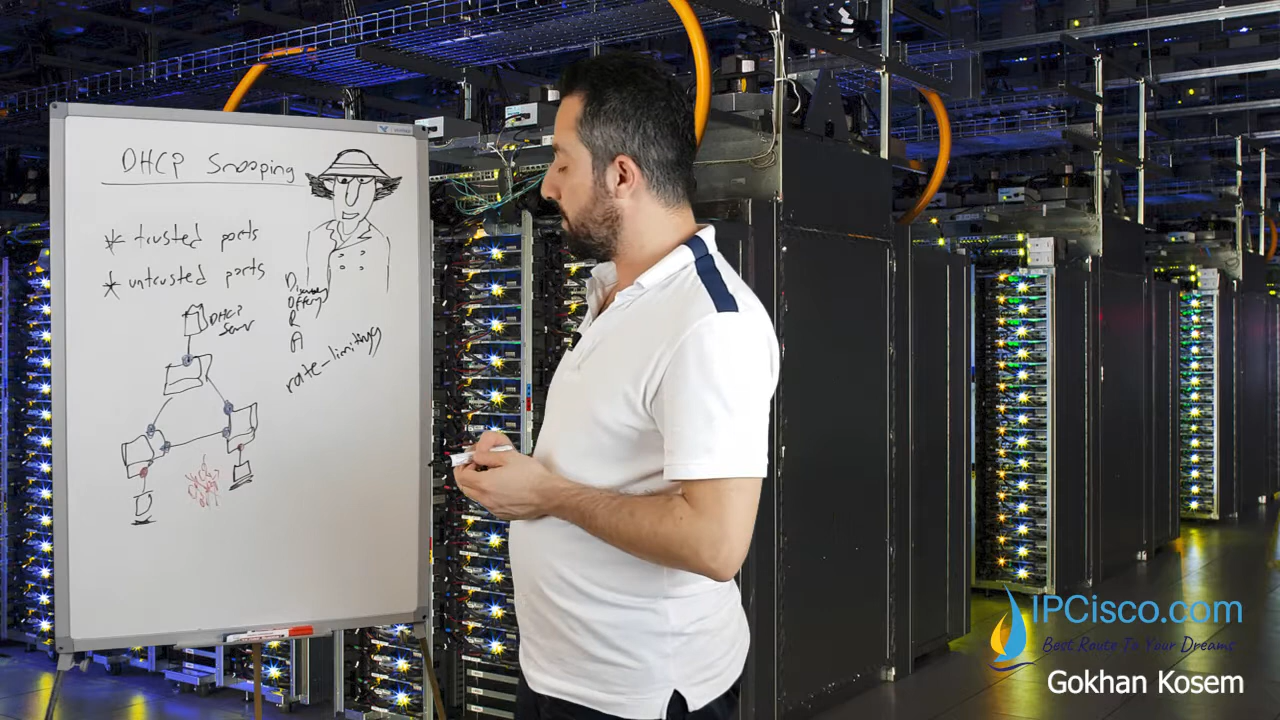 DHCP Snooping
* trusted ports
* untrusted ports
DHCP
Server
D
Offer
R
A
rate-limiting
IPCisco.com
Best Route To Your Dreams
Gokhan Kosem